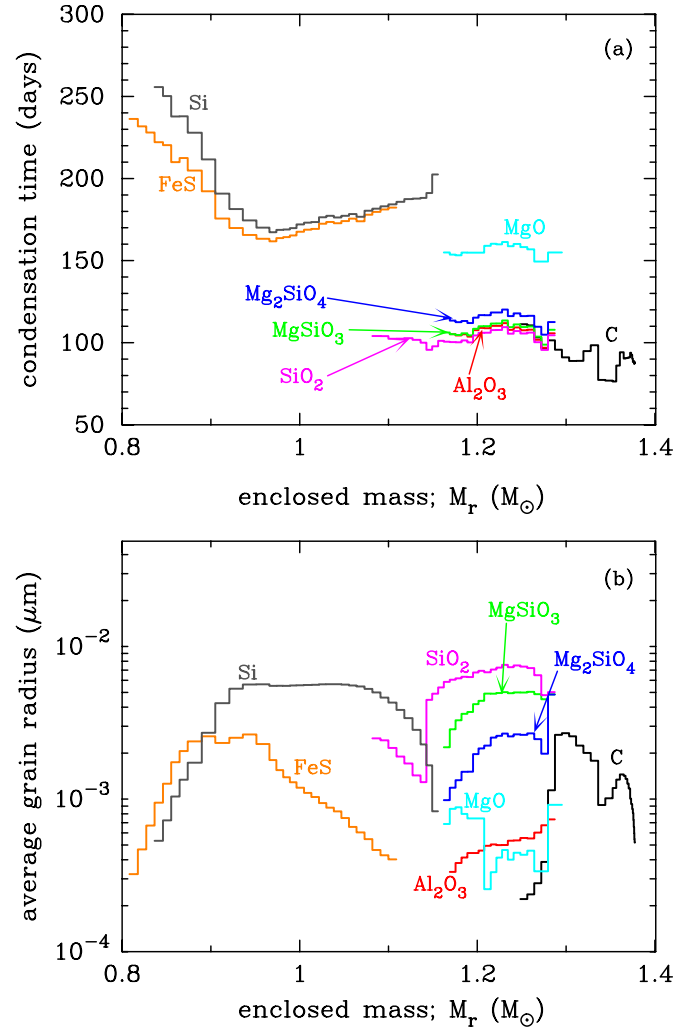 300
(a)
250
Si
200
FeS
MgO
150
Mg₂SiO₄
MgSiO₃
C
100
SiO₂
Al₂O₃
50
0.8 1 1.2 1.4
condensation time (days)
enclosed mass; Mᵣ (M☉)
(b)
MgSiO₃
10⁻²
SiO₂
Mg₂SiO₄
Si
FeS
C
MgO
10⁻³
Al₂O₃
10⁻⁴
0.8 1 1.2 1.4
average grain radius (μm)
enclosed mass; Mᵣ (M☉)